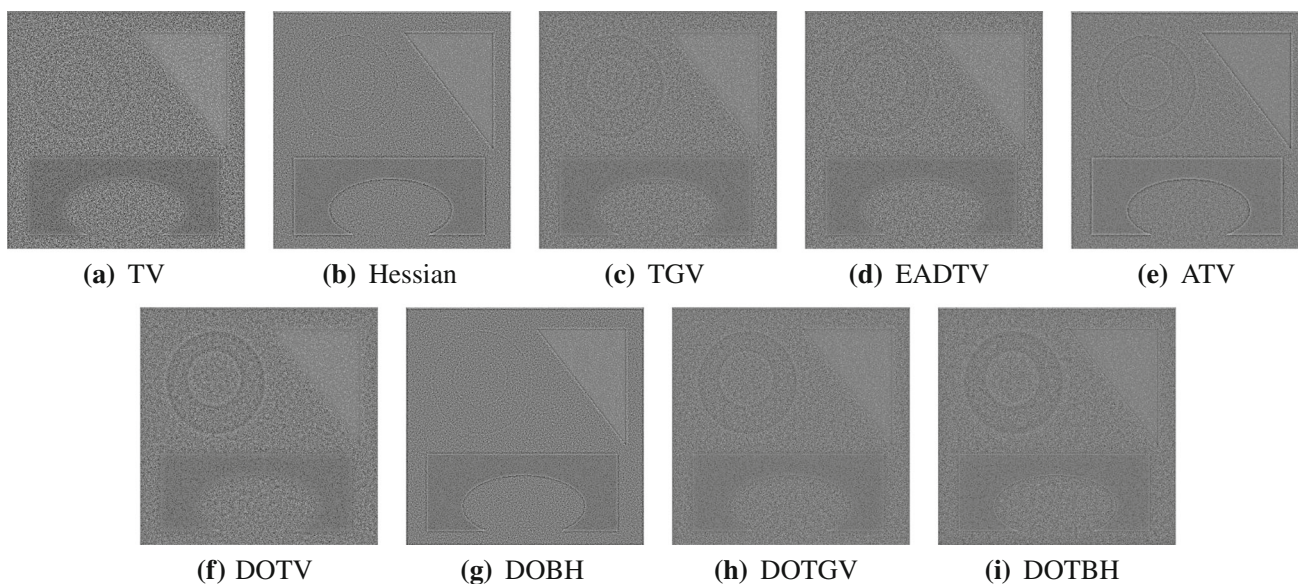 (a) TV (b) Hessian (c) TGV (d) EADTV (e) ATV
(f) DOTV (g) DOBH (h) DOTGV (i) DOTBH